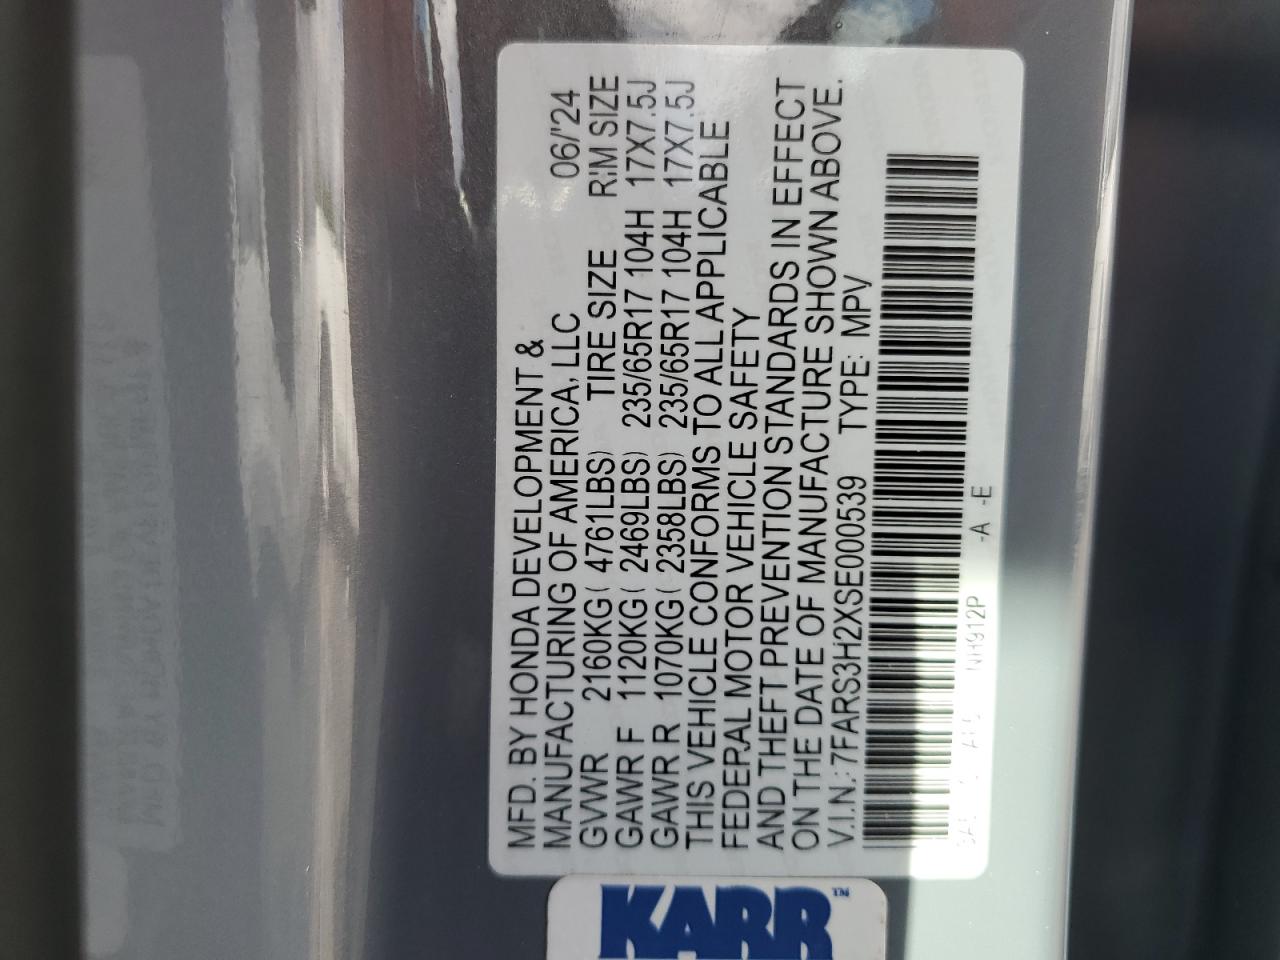 MFD. BY HONDA DEVELOPMENT &
MANUFACTURING OF AMERICA, LLC 06/'24
GVWR 2160KG( 4761LBS) TIRE SIZE RIM SIZE
GAWR F 1120KG( 2469LBS) 235/65R17 104H 17X7.5J
GAWR R 1070KG( 2358LBS) 235/65R17 104H 17X7.5J
THIS VEHICLE CONFORMS TO ALL APPLICABLE
FEDERAL MOTOR VEHICLE SAFETY
AND THEFT PREVENTION STANDARDS IN EFFECT
ON THE DATE OF MANUFACTURE SHOWN ABOVE.
V.I.N.:7FARS3H2XSE000539 TYPE: MPV
NH912P -A -E
KARR™